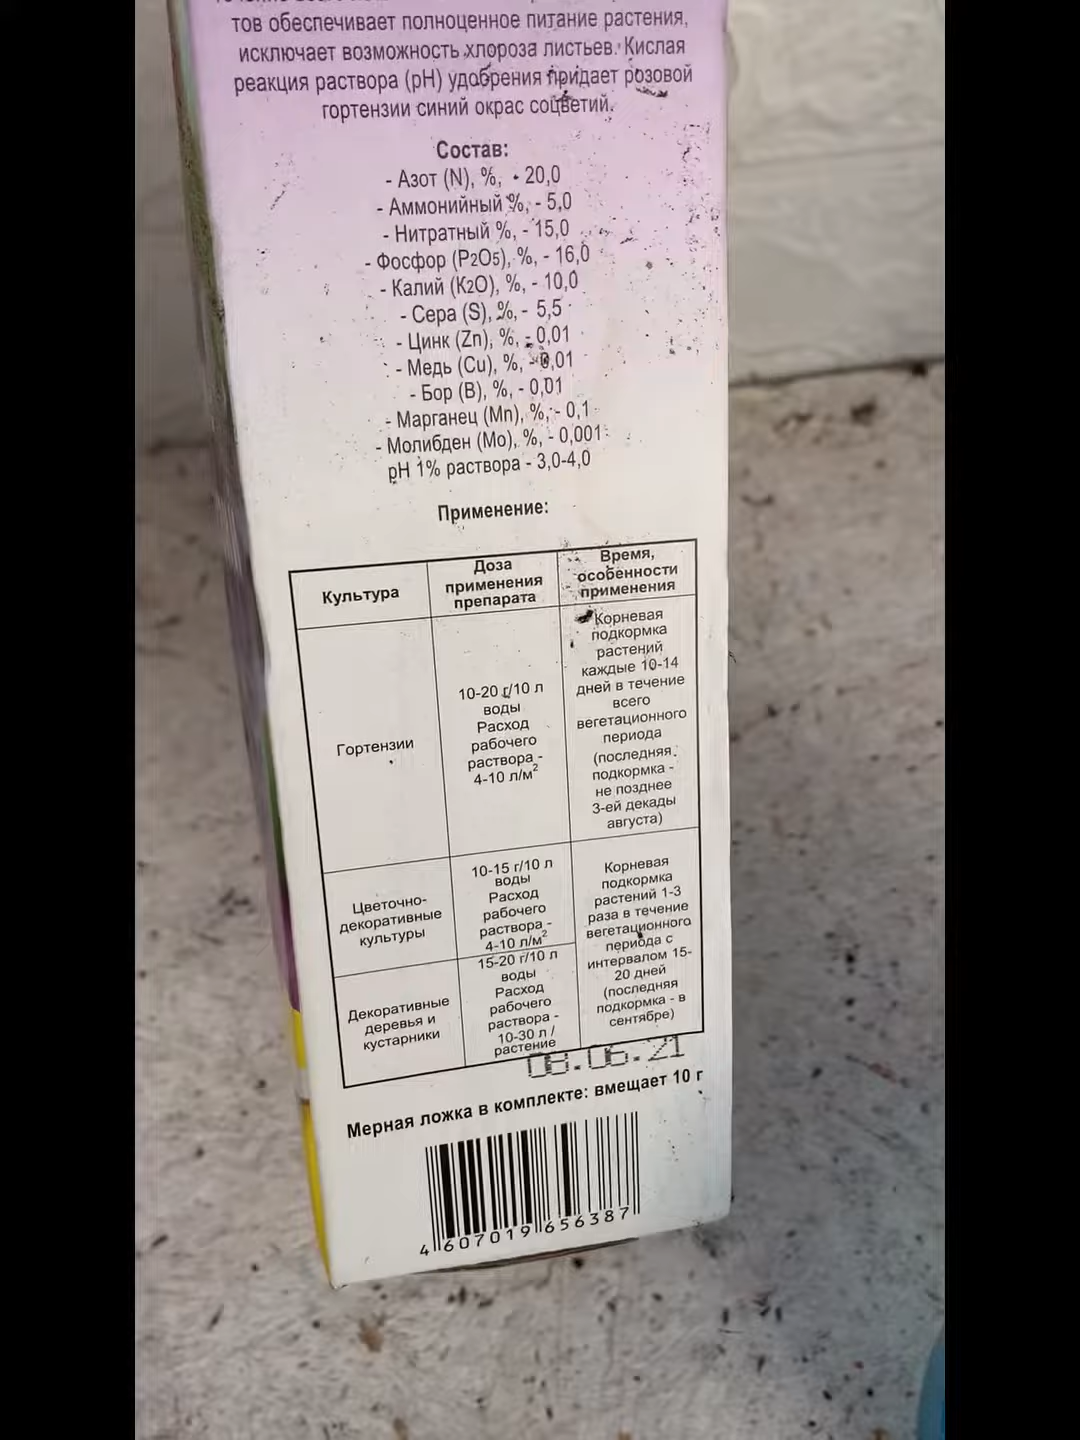 тов обеспечивает полноценное питание растения,
исключает возможность хлороза листьев. Кислая
реакция раствора (pH) удобрения придает розовой
гортензии синий окрас соцветий.
Состав:
- Азот (N), %, - 20,0
- Аммонийный %, - 5,0
- Нитратный %, - 15,0
- Фосфор (P2O5), %, - 16,0
- Калий (K2O), %, - 10,0
- Сера (S), %, - 5,5
- Цинк (Zn), %, - 0,01
- Медь (Cu), %, - 0,01
- Бор (B), %, - 0,01
- Марганец (Mn), %, - 0,1
- Молибден (Mo), %, - 0,001
pH 1% раствора - 3,0-4,0
Применение:
Культура
Доза
применения
препарата
Время,
особенности
применения
Гортензии
10-20 г/10 л
воды
Расход
рабочего
раствора -
4-10 л/м²
Корневая
подкормка
растений
каждые 10-14
дней в течение
всего
вегетационного
периода
(последняя
подкормка -
не позднее
3-ей декады
августа)
Цветочно-
декоративные
культуры
10-15 г/10 л
воды
Расход
рабочего
раствора -
4-10 л/м²
Корневая
подкормка
растений 1-3
раза в течение
вегетационного
периода с
интервалом 15-
20 дней
(последняя
подкормка - в
сентябре)
Декоративные
деревья и
кустарники
15-20 г/10 л
воды
Расход
рабочего
раствора -
10-30 л /
растение
08.06.21
Мерная ложка в комплекте: вмещает 10 г
4 607019 656387